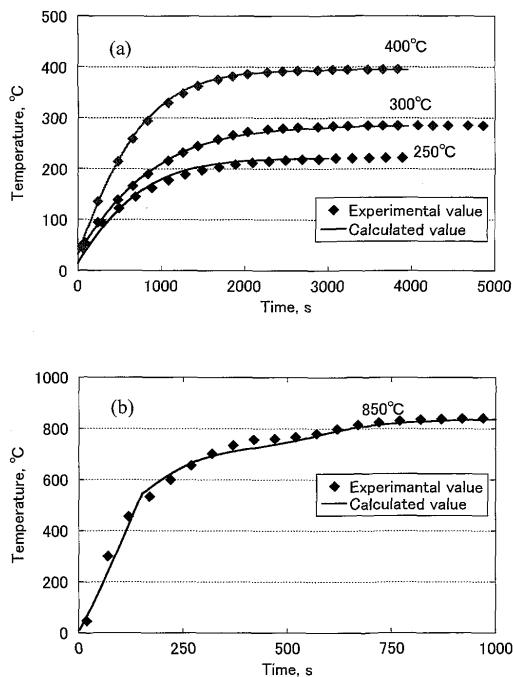 (a)
500
400
300
200
100
0
Temperature, °C
400°C
300°C
250°C
Experimental value
Calculated value
0 1000 2000 3000 4000 5000
Time, s
(b)
1000
800
600
400
200
0
Temperature, °C
850°C
Experimantal value
Calculated value
0 250 500 750 1000
Time, s